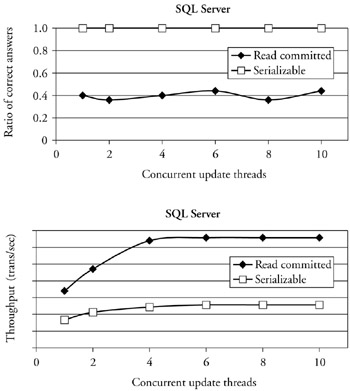 SQL Server
Ratio of correct answers
1.0
0.8
0.6
0.4
0.2
0.0
Read committed
Serializable
0 2 4 6 8 10
Concurrent update threads
SQL Server
Throughput (trans/sec)
Read committed
Serializable
0 2 4 6 8 10
Concurrent update threads